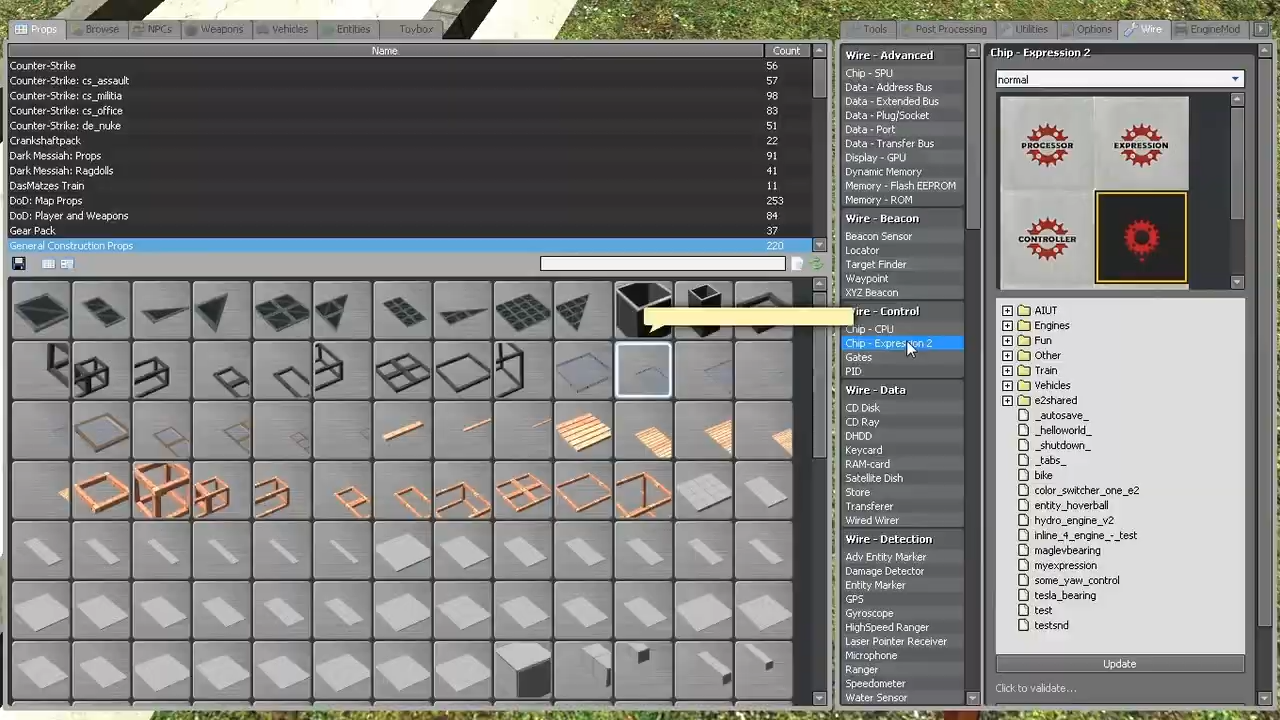 Props Browse NPCs Weapons Vehicles Entities Toybox
Name Count
Counter-Strike 56
Counter-Strike: cs_assault 57
Counter-Strike: cs_militia 98
Counter-Strike: cs_office 83
Counter-Strike: de_nuke 51
Crankshaftpack 22
Dark Messiah: Props 91
Dark Messiah: Ragdolls 41
DasMatzes Train 11
DoD: Map Props 253
DoD: Player and Weapons 84
Gear Pack 37
General Construction Props 220
Tools Post Processing Utilities Options Wire EngineMod
Wire - Advanced
Chip - SPU
Data - Address Bus
Data - Extended Bus
Data - Plug/Socket
Data - Port
Data - Transfer Bus
Display - GPU
Dynamic Memory
Memory - Flash EEPROM
Memory - ROM
Wire - Beacon
Beacon Sensor
Locator
Target Finder
Waypoint
XYZ Beacon
Wire - Control
Chip - CPU
Chip - Expression 2
Gates
PID
Wire - Data
CD Disk
CD Ray
DHDD
Keycard
RAM-card
Satellite Dish
Store
Transferer
Wired Wirer
Wire - Detection
Adv Entity Marker
Damage Detector
Entity Marker
GPS
Gyroscope
HighSpeed Ranger
Laser Pointer Receiver
Microphone
Ranger
Speedometer
Water Sensor
Chip - Expression 2
normal
PROCESSOR EXPRESSION
CONTROLLER
AIUT
Engines
Fun
Other
Train
Vehicles
e2shared
_autosave_
_helloworld_
_shutdown_
_tabs_
bike
color_switcher_one_e2
entity_hoverball
hydro_engine_v2
inline_4_engine_-_test
maglevbearing
myexpression
some_yaw_control
tesla_bearing
test
testsnd
Update
Click to validate...